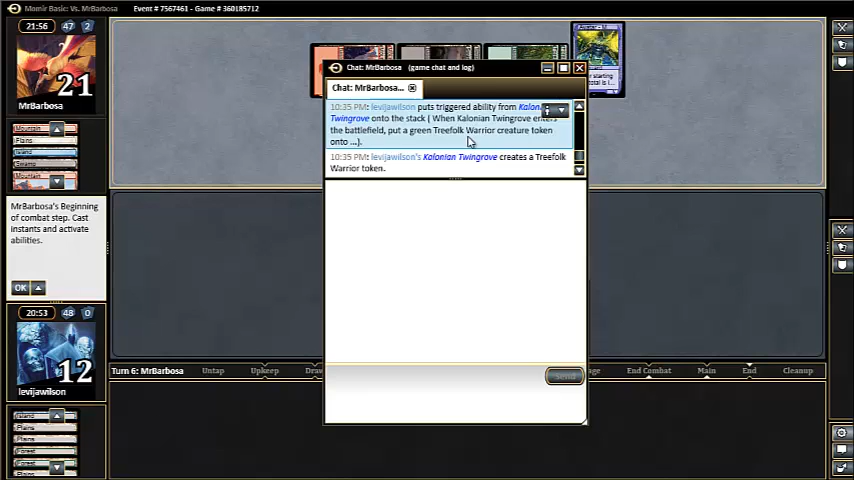 Momir Basic: Vs. MrBarbosa Event # 7567461 - Game # 360185712
21:56 47 2
21
MrBarbosa
Mountain
Plains
Island
Swamp
Mountain
MrBarbosa's Beginning
of combat step. Cast
instants and activate
abilities.
OK
20:53 48 0
12
levijawilson
Island
Plains
Plains
Forest
Forest
Plains
Chat: MrBarbosa (game chat and log)
Chat: MrBarbosa...
10:35 PM: levijawilson puts triggered ability from Kalonian
Twingrove onto the stack ( When Kalonian Twingrove enters
the battlefield, put a green Treefolk Warrior creature token
onto ...).
10:35 PM: levijawilson's Kalonian Twingrove creates a Treefolk
Warrior token.
Send
Turn 6: MrBarbosa Untap Upkeep Draw End Combat Main End Cleanup